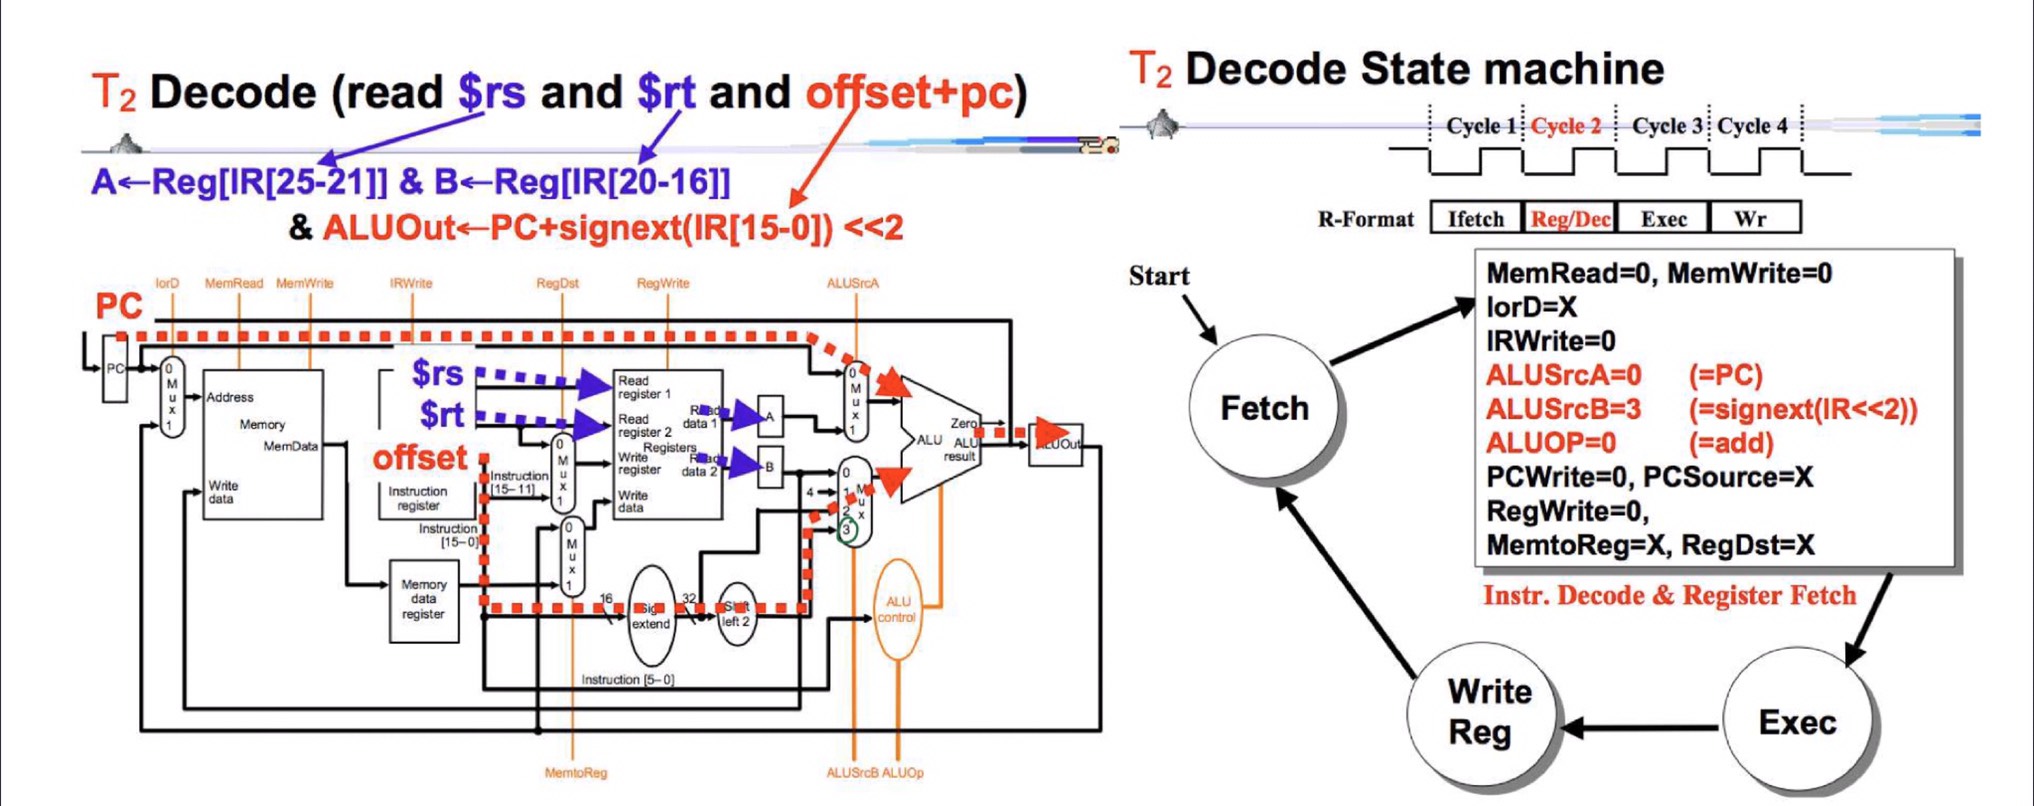 T2 Decode (read $rs and $rt and offset+pc)
A←Reg[IR[25-21]] & B←Reg[IR[20-16]]
& ALUOut←PC+signext(IR[15-0]) <<2
IorD
MemRead
MemWrite
IRWrite
RegDst
RegWrite
ALUSrcA
PC
PC
0
M
u
x
1
Address
Memory
MemData
Write
data
$rs
$rt
offset
Instruction
register
Instruction
[15–11]
Instruction
[15–0]
Memory
data
register
0
M
u
x
1
0
M
u
x
1
Read
register 1
Read
register 2
Registers
Write
register
Write
data
Read
data 1
Read
data 2
A
B
4
0
M
u
x
1
0
1
2
3
M
u
x
16
Sign
extend
32
Shift
left 2
Instruction [5–0]
Zero
ALU
ALU
result
ALUOut
ALU
control
MemtoReg
ALUSrcB
ALUOp
T2 Decode State machine
Cycle 1
Cycle 2
Cycle 3
Cycle 4
R-Format
Ifetch
Reg/Dec
Exec
Wr
Start
Fetch
MemRead=0, MemWrite=0
IorD=X
IRWrite=0
ALUSrcA=0 (=PC)
ALUSrcB=3 (=signext(IR<<2))
ALUOP=0 (=add)
PCWrite=0, PCSource=X
RegWrite=0,
MemtoReg=X, RegDst=X
Instr. Decode & Register Fetch
Write
Reg
Exec